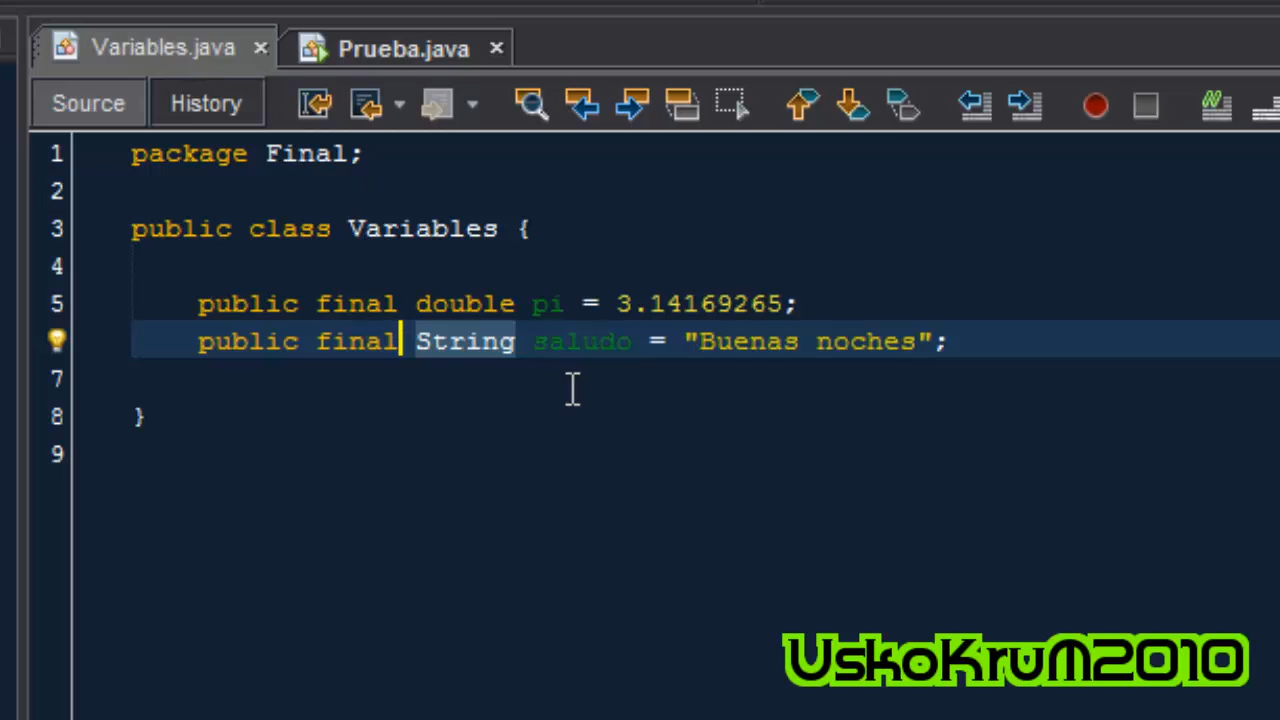 Variables.java × Prueba.java ×
Source History
1 package Final;
2
3 public class Variables {
4
5 public final double pi = 3.14169265;
public final String saludo = "Buenas noches";
7
8 }
9
UskoKruM2010